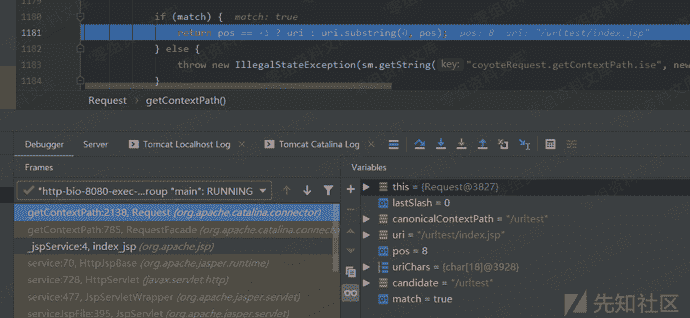 1180 if (match) { match: true
1181 return pos == -1 ? uri : uri.substring(0, pos); pos: 8 uri: "/urltest/index.jsp"
1182 } else {
1183 throw new IllegalStateException(sm.getString( key: "coyoteRequest.getContextPath.ise", new
1184 }
Request › getContextPath()
Debugger Server Tomcat Localhost Log Tomcat Catalina Log
Frames Variables
"http-bio-8080-exec-...roup "main": RUNNING
this = {Request@3827}
getContextPath:2138, Request (org.apache.catalina.connector)
lastSlash = 0
getContextPath:785, RequestFacade (org.apache.catalina.connector)
canonicalContextPath = "/urltest"
_jspService:4, index_jsp (org.apache.jsp)
uri = "/urltest/index.jsp"
service:70, HttpJspBase (org.apache.jasper.runtime)
pos = 8
service:728, HttpServlet (javax.servlet.http)
uriChars = {char[18]@3928}
service:477, JspServletWrapper (org.apache.jasper.servlet)
candidate = "/urltest"
serviceJspFile:395, JspServlet (org.apache.jasper.servlet)
match = true
先知社区